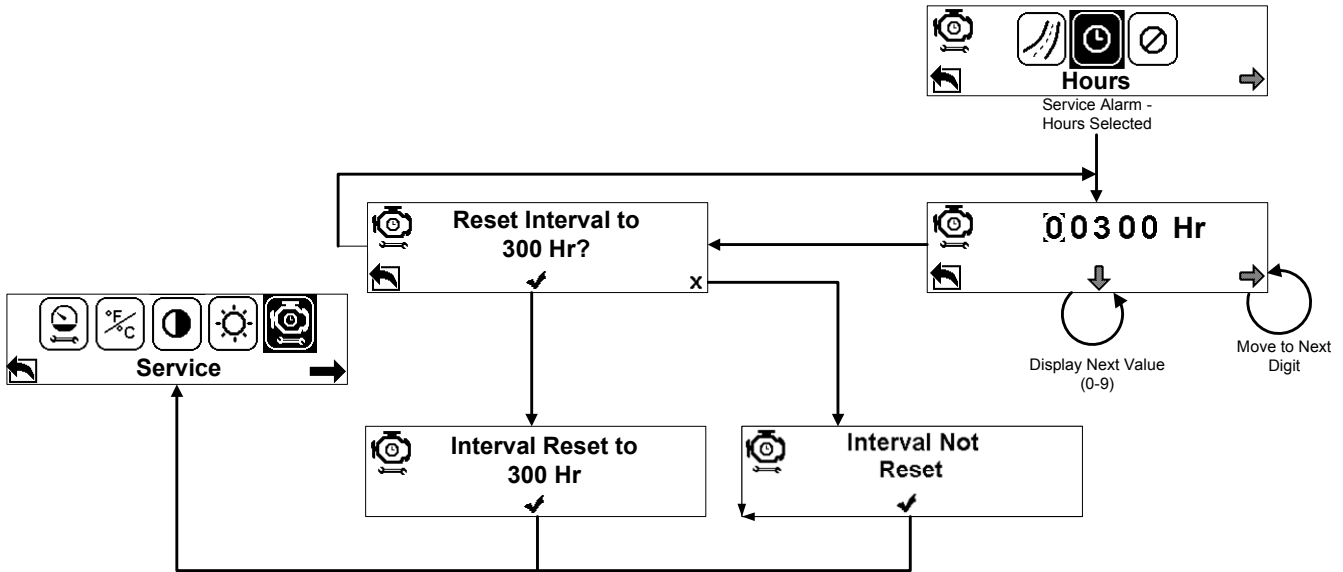 Hours
Service Alarm -
Hours Selected
Reset Interval to
300 Hr?
x
00300 Hr
°F
°C
Service
Display Next Value
(0-9)
Move to Next
Digit
Interval Reset to
300 Hr
Interval Not
Reset